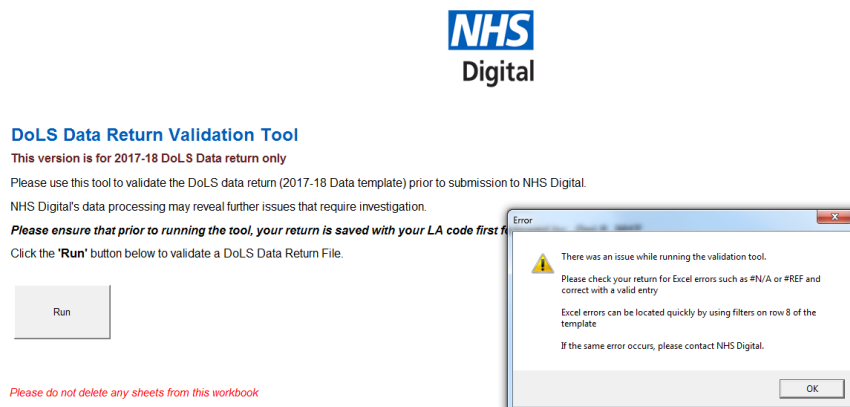 NHS
Digital
DoLS Data Return Validation Tool
This version is for 2017-18 DoLS Data return only
Please use this tool to validate the DoLS data return (2017-18 Data template) prior to submission to NHS Digital.
NHS Digital's data processing may reveal further issues that require investigation.
Please ensure that prior to running the tool, your return is saved with your LA code first
Click the 'Run' button below to validate a DoLS Data Return File.
Run
Please do not delete any sheets from this workbook
Error
There was an issue while running the validation tool.
Please check your return for Excel errors such as #N/A or #REF and
correct with a valid entry
Excel errors can be located quickly by using filters on row 8 of the
template
If the same error occurs, please contact NHS Digital.
OK